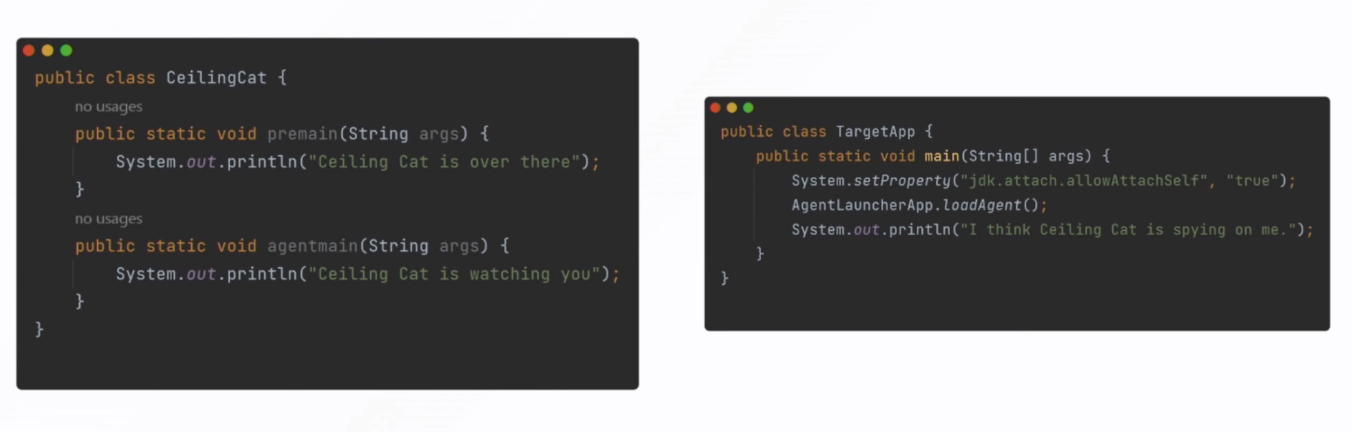 public class CeilingCat {
no usages
public static void premain(String args) {
System.out.println("Ceiling Cat is over there");
}
no usages
public static void agentmain(String args) {
System.out.println("Ceiling Cat is watching you");
}
}
public class TargetApp {
public static void main(String[] args) {
System.setProperty("jdk.attach.allowAttachSelf", "true");
AgentLauncherApp.loadAgent();
System.out.println("I think Ceiling Cat is spying on me.");
}
}